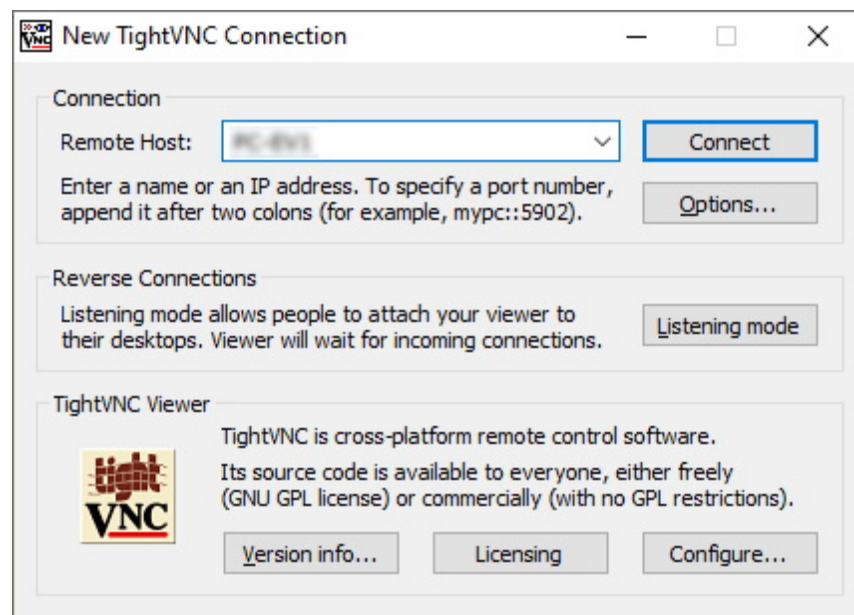 New TightVNC Connection
Connection
Remote Host:
Connect
Enter a name or an IP address. To specify a port number,
append it after two colons (for example, mypc::5902).
Options...
Reverse Connections
Listening mode allows people to attach your viewer to
their desktops. Viewer will wait for incoming connections.
Listening mode
TightVNC Viewer
tight
VNC
TightVNC is cross-platform remote control software.
Its source code is available to everyone, either freely
(GNU GPL license) or commercially (with no GPL restrictions).
Version info...
Licensing
Configure...